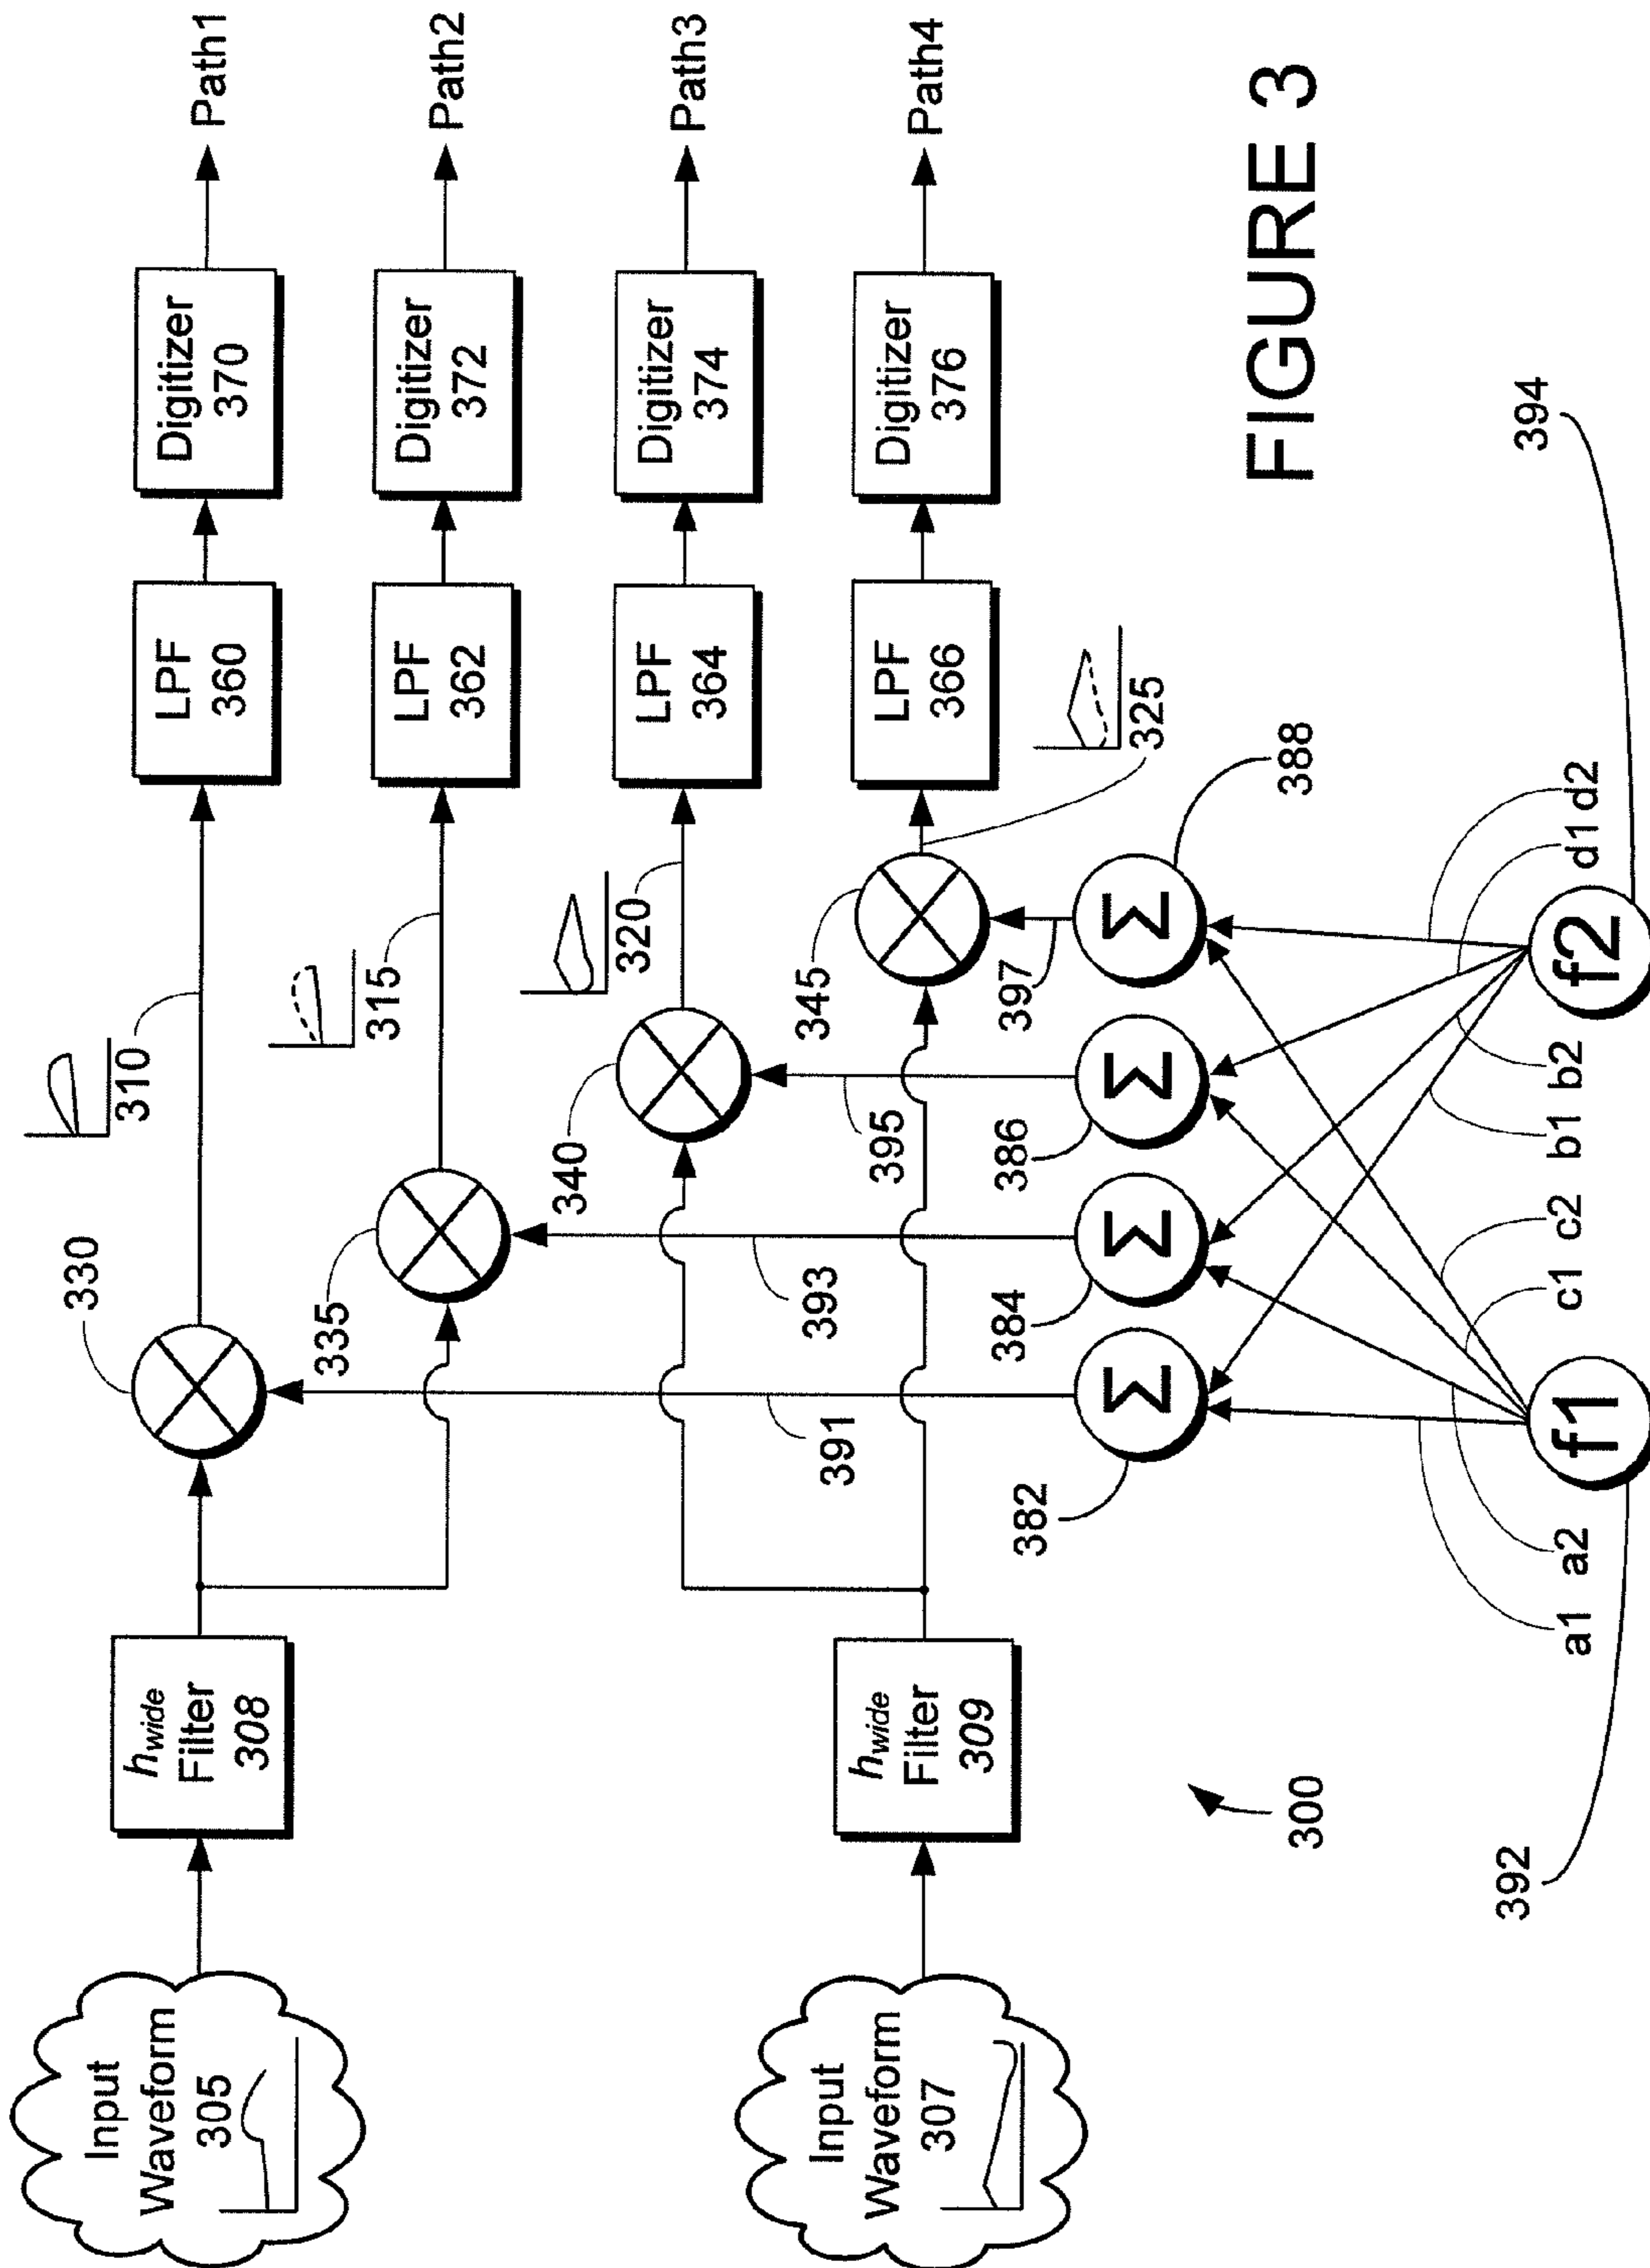 Input
Waveform
305
hwide
Filter
308
330
310
LPF
360
Digitizer
370
Path1
335
315
LPF
362
Digitizer
372
Path2
340
320
LPF
364
Digitizer
374
Path3
Input
Waveform
307
hwide
Filter
309
345
325
LPF
366
Digitizer
376
Path4
391
393
395
397
382
Σ
384
Σ
386
Σ
388
Σ
300
392
f1
a1 a2
c1 c2
b1 b2
d1 d2
f2
394
FIGURE 3